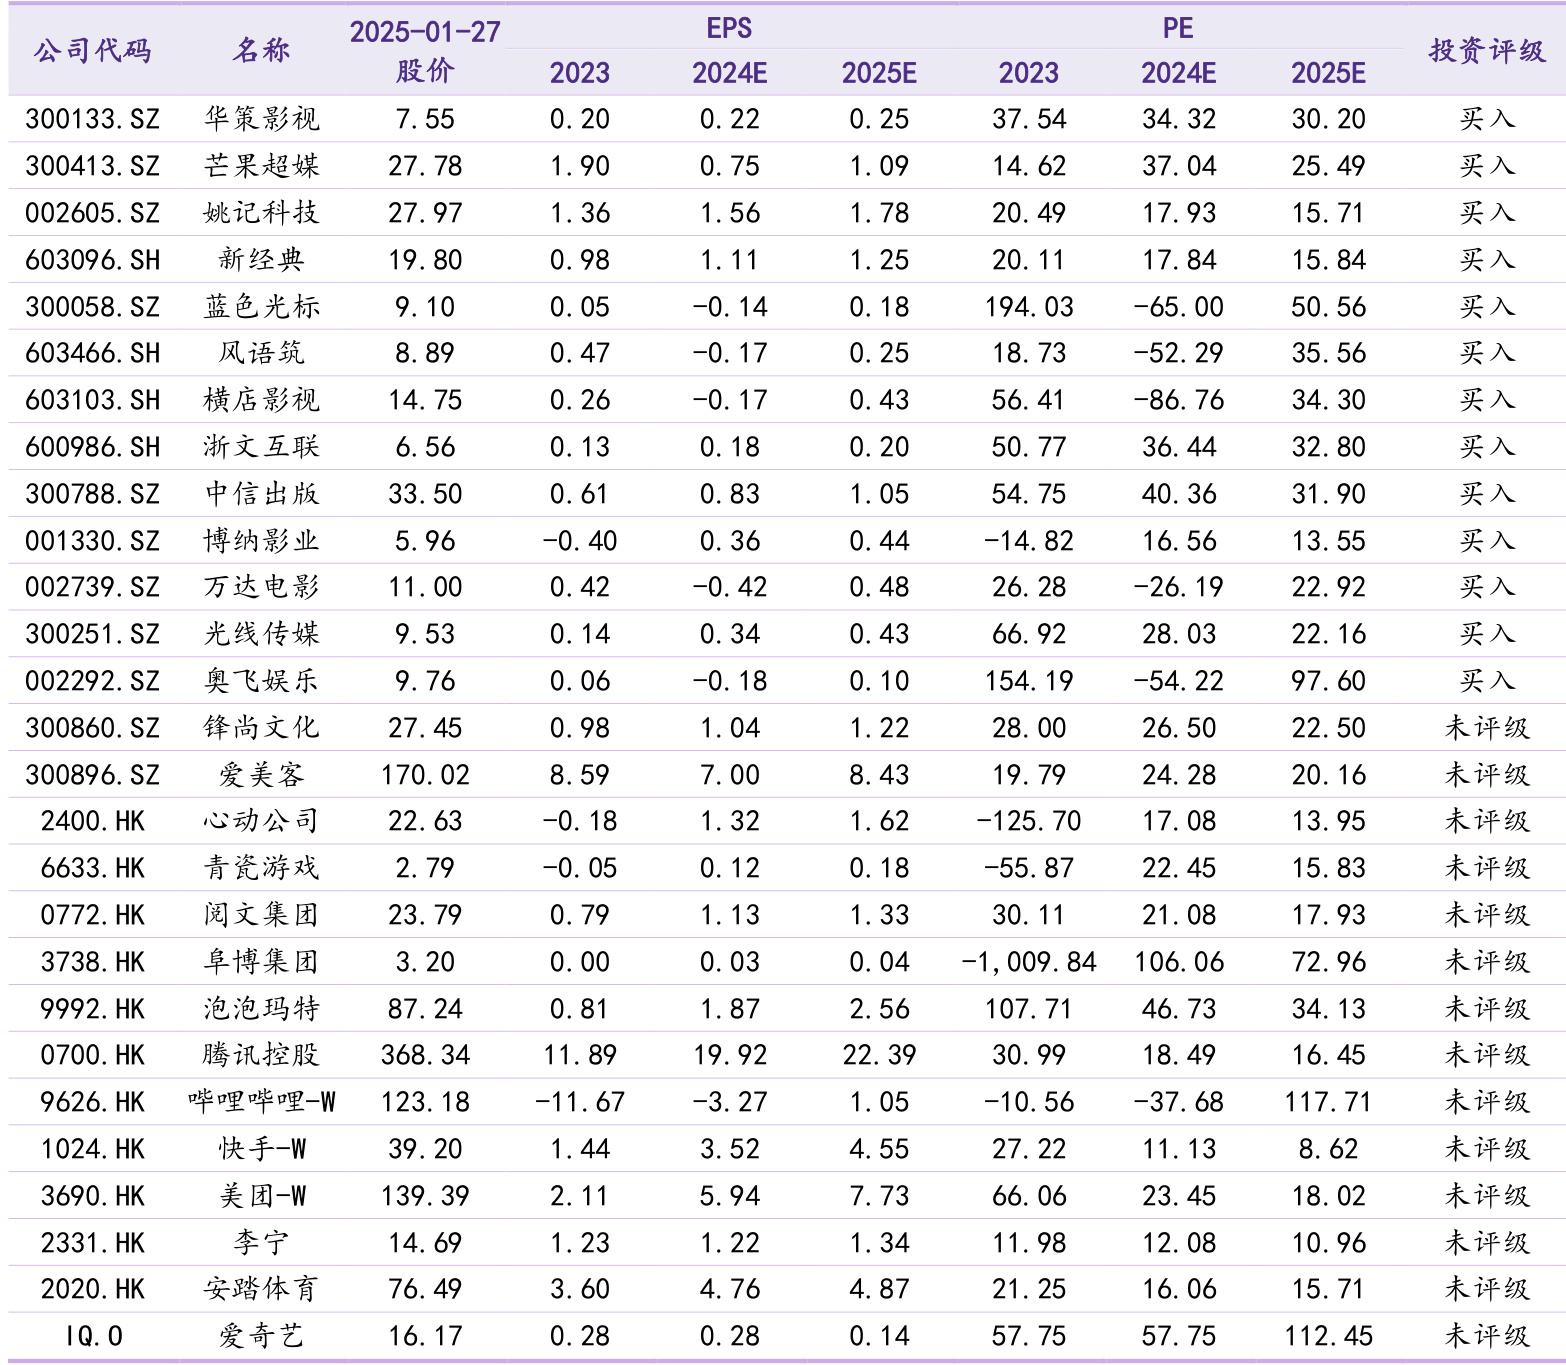 公司代码 名称 2025-01-27 股价 EPS PE 投资评级
2023 2024E 2025E 2023 2024E 2025E
300133.SZ 华策影视 7.55 0.20 0.22 0.25 37.54 34.32 30.20 买入
300413.SZ 芒果超媒 27.78 1.90 0.75 1.09 14.62 37.04 25.49 买入
002605.SZ 姚记科技 27.97 1.36 1.56 1.78 20.49 17.93 15.71 买入
603096.SH 新经典 19.80 0.98 1.11 1.25 20.11 17.84 15.84 买入
300058.SZ 蓝色光标 9.10 0.05 -0.14 0.18 194.03 -65.00 50.56 买入
603466.SH 风语筑 8.89 0.47 -0.17 0.25 18.73 -52.29 35.56 买入
603103.SH 横店影视 14.75 0.26 -0.17 0.43 56.41 -86.76 34.30 买入
600986.SH 浙文互联 6.56 0.13 0.18 0.20 50.77 36.44 32.80 买入
300788.SZ 中信出版 33.50 0.61 0.83 1.05 54.75 40.36 31.90 买入
001330.SZ 博纳影业 5.96 -0.40 0.36 0.44 -14.82 16.56 13.55 买入
002739.SZ 万达电影 11.00 0.42 -0.42 0.48 26.28 -26.19 22.92 买入
300251.SZ 光线传媒 9.53 0.14 0.34 0.43 66.92 28.03 22.16 买入
002292.SZ 奥飞娱乐 9.76 0.06 -0.18 0.10 154.19 -54.22 97.60 买入
300860.SZ 锋尚文化 27.45 0.98 1.04 1.22 28.00 26.50 22.50 未评级
300896.SZ 爱美客 170.02 8.59 7.00 8.43 19.79 24.28 20.16 未评级
2400.HK 心动公司 22.63 -0.18 1.32 1.62 -125.70 17.08 13.95 未评级
6633.HK 青瓷游戏 2.79 -0.05 0.12 0.18 -55.87 22.45 15.83 未评级
0772.HK 阅文集团 23.79 0.79 1.13 1.33 30.11 21.08 17.93 未评级
3738.HK 阜博集团 3.20 0.00 0.03 0.04 -1,009.84 106.06 72.96 未评级
9992.HK 泡泡玛特 87.24 0.81 1.87 2.56 107.71 46.73 34.13 未评级
0700.HK 腾讯控股 368.34 11.89 19.92 22.39 30.99 18.49 16.45 未评级
9626.HK 哔哩哔哩-W 123.18 -11.67 -3.27 1.05 -10.56 -37.68 117.71 未评级
1024.HK 快手-W 39.20 1.44 3.52 4.55 27.22 11.13 8.62 未评级
3690.HK 美团-W 139.39 2.11 5.94 7.73 66.06 23.45 18.02 未评级
2331.HK 李宁 14.69 1.23 1.22 1.34 11.98 12.08 10.96 未评级
2020.HK 安踏体育 76.49 3.60 4.76 4.87 21.25 16.06 15.71 未评级
IQ.O 爱奇艺 16.17 0.28 0.28 0.14 57.75 57.75 112.45 未评级